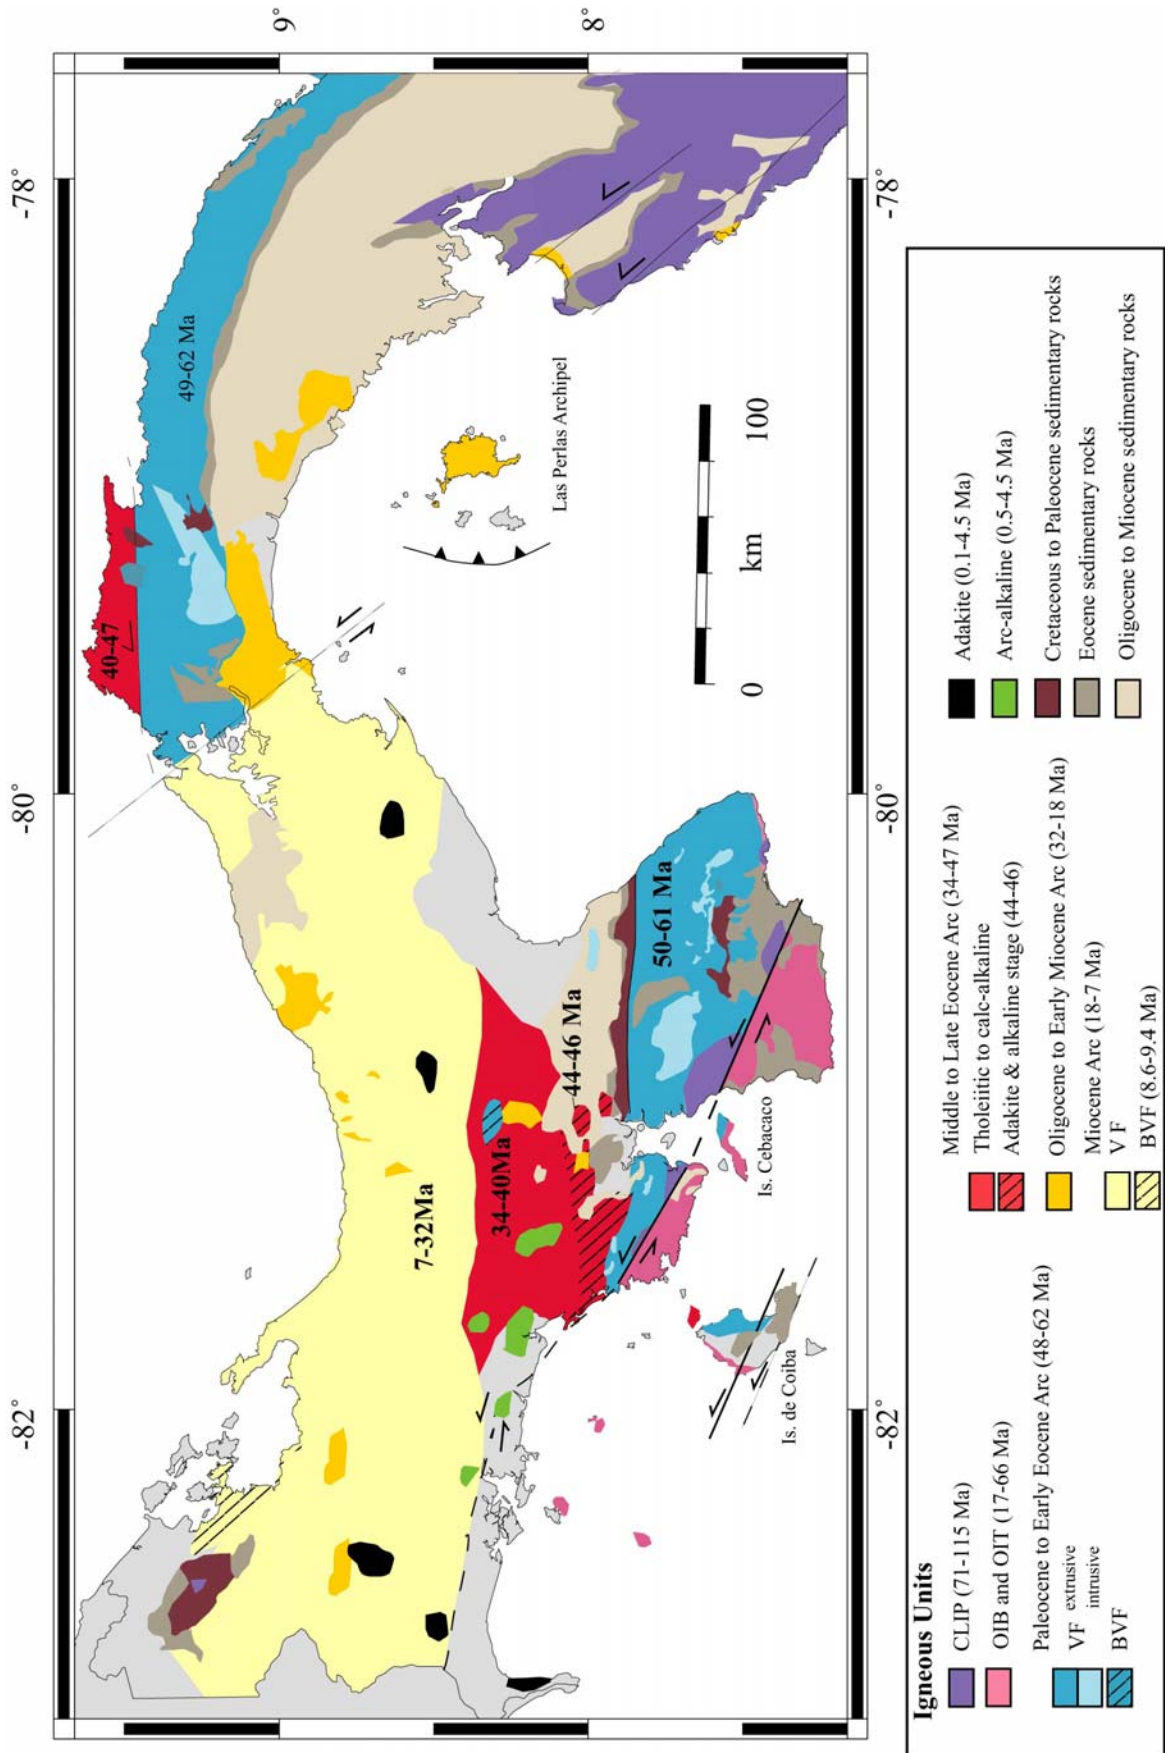 9°
8°
-82°
-80°
-78°
40-47
49-62 Ma
7-32Ma
34-40Ma
44-46 Ma
50-61 Ma
Las Perlas Archipel
0 km 100
Is. Cebacaco
Is. de Coiba
-82°
-80°
-78°
Igneous Units
CLIP (71-115 Ma)
OIB and OIT (17-66 Ma)
Paleocene to Early Eocene Arc (48-62 Ma)
VF extrusive
intrusive
BVF
Middle to Late Eocene Arc (34-47 Ma)
Tholeiitic to calc-alkaline
Adakite & alkaline stage (44-46)
Oligocene to Early Miocene Arc (32-18 Ma)
Miocene Arc (18-7 Ma)
V F
BVF (8.6-9.4 Ma)
Adakite (0.1-4.5 Ma)
Arc-alkaline (0.5-4.5 Ma)
Cretaceous to Paleocene sedimentary rocks
Eocene sedimentary rocks
Oligocene to Miocene sedimentary rocks